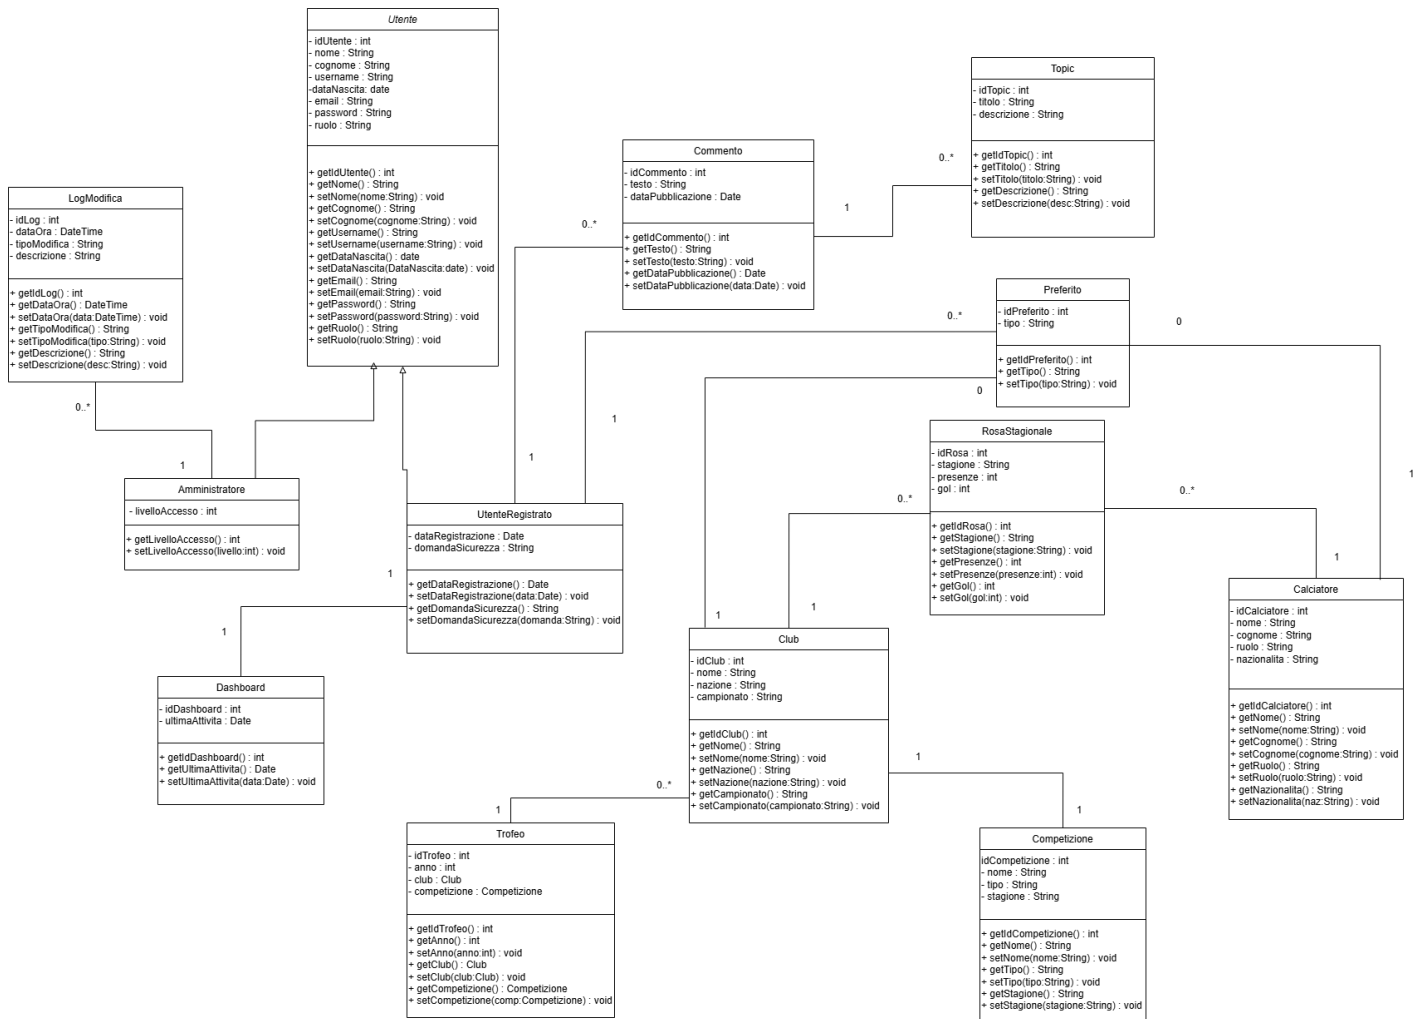 Utente
- idUtente : int
- nome : String
- cognome : String
- username : String
-dataNascita: date
- email : String
- password : String
- ruolo : String
+ getIdUtente() : int
+ getNome() : String
+ setNome(nome:String) : void
+ getCognome() : String
+ setCognome(cognome:String) : void
+ getUsername() : String
+ setUsername(username:String) : void
+ getDataNascita() : date
+ setDataNascita(DataNascita:date) : void
+ getEmail() : String
+ setEmail(email:String) : void
+ getPassword() : String
+ setPassword(password:String) : void
+ getRuolo() : String
+ setRuolo(ruolo:String) : void
Topic
- idTopic : int
- titolo : String
- descrizione : String
+ getIdTopic() : int
+ getTitolo() : String
+ setTitolo(titolo:String) : void
+ getDescrizione() : String
+ setDescrizione(desc:String) : void
0..*
1
Commento
- idCommento : int
- testo : String
- dataPubblicazione : Date
+ getIdCommento() : int
+ getTesto() : String
+ setTesto(testo:String) : void
+ getDataPubblicazione() : Date
+ setDataPubblicazione(data:Date) : void
0..*
LogModifica
- idLog : int
- dataOra : DateTime
- tipoModifica : String
- descrizione : String
+ getIdLog() : int
+ getDataOra() : DateTime
+ setDataOra(data:DateTime) : void
+ getTipoModifica() : String
+ setTipoModifica(tipo:String) : void
+ getDescrizione() : String
+ setDescrizione(desc:String) : void
0..*
1
Preferito
- idPreferito : int
- tipo : String
+ getIdPreferito() : int
+ getTipo() : String
+ setTipo(tipo:String) : void
0..*
0
0
1
1
1
RosaStagionale
- idRosa : int
- stagione : String
- presenze : int
- gol : int
+ getIdRosa() : int
+ getStagione() : String
+ setStagione(stagione:String) : void
+ getPresenze() : int
+ setPresenze(presenze:int) : void
+ getGol() : int
+ setGol(gol:int) : void
0..*
0..*
1
Amministratore
- livelloAccesso : int
+ getLivelloAccesso() : int
+ setLivelloAccesso(livello:int) : void
UtenteRegistrato
- dataRegistrazione : Date
- domandaSicurezza : String
+ getDataRegistrazione() : Date
+ setDataRegistrazione(data:Date) : void
+ getDomandaSicurezza() : String
+ setDomandaSicurezza(domanda:String) : void
1
1
1
1
Calciatore
- idCalciatore : int
- nome : String
- cognome : String
- ruolo : String
- nazionalita : String
+ getIdCalciatore() : int
+ getNome() : String
+ setNome(nome:String) : void
+ getCognome() : String
+ setCognome(cognome:String) : void
+ getRuolo() : String
+ setRuolo(ruolo:String) : void
+ getNazionalita() : String
+ setNazionalita(naz:String) : void
Club
- idClub : int
- nome : String
- nazione : String
- campionato : String
+ getIdClub() : int
+ getNome() : String
+ setNome(nome:String) : void
+ getNazione() : String
+ setNazione(nazione:String) : void
+ getCampionato() : String
+ setCampionato(campionato:String) : void
Dashboard
- idDashboard : int
- ultimaAttivita : Date
+ getIdDashboard() : int
+ getUltimaAttivita() : Date
+ setUltimaAttivita(data:Date) : void
0..*
1
1
1
Trofeo
- idTrofeo : int
- anno : int
- club : Club
- competizione : Competizione
+ getIdTrofeo() : int
+ getAnno() : int
+ setAnno(anno:int) : void
+ getClub() : Club
+ setClub(club:Club) : void
+ getCompetizione() : Competizione
+ setCompetizione(comp:Competizione) : void
Competizione
idCompetizione : int
- nome : String
- tipo : String
- stagione : String
+ getIdCompetizione() : int
+ getNome() : String
+ setNome(nome:String) : void
+ getTipo() : String
+ setTipo(tipo:String) : void
+ getStagione() : String
+ setStagione(stagione:String) : void